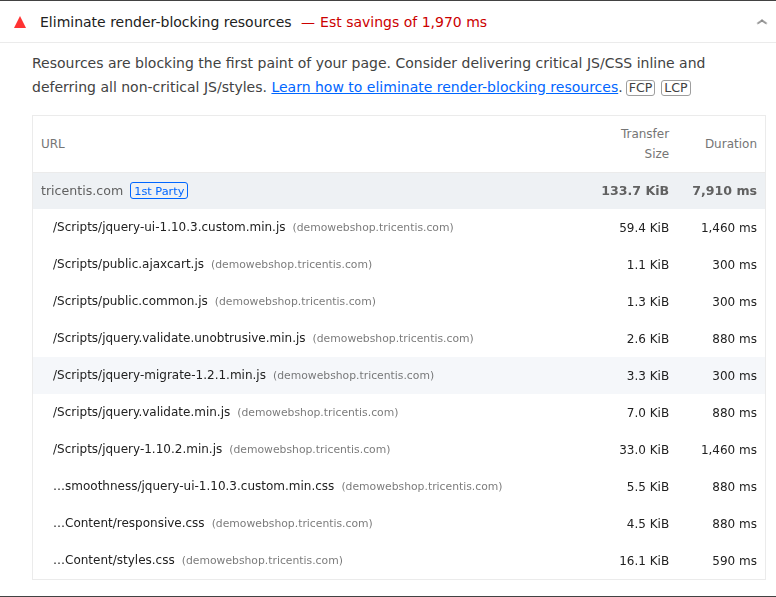 Eliminate render-blocking resources — Est savings of 1,970 ms
Resources are blocking the first paint of your page. Consider delivering critical JS/CSS inline and
deferring all non-critical JS/styles. Learn how to eliminate render-blocking resources. FCP LCP
URL Transfer Size Duration
tricentis.com 1st Party 133.7 KiB 7,910 ms
/Scripts/jquery-ui-1.10.3.custom.min.js (demowebshop.tricentis.com) 59.4 KiB 1,460 ms
/Scripts/public.ajaxcart.js (demowebshop.tricentis.com) 1.1 KiB 300 ms
/Scripts/public.common.js (demowebshop.tricentis.com) 1.3 KiB 300 ms
/Scripts/jquery.validate.unobtrusive.min.js (demowebshop.tricentis.com) 2.6 KiB 880 ms
/Scripts/jquery-migrate-1.2.1.min.js (demowebshop.tricentis.com) 3.3 KiB 300 ms
/Scripts/jquery.validate.min.js (demowebshop.tricentis.com) 7.0 KiB 880 ms
/Scripts/jquery-1.10.2.min.js (demowebshop.tricentis.com) 33.0 KiB 1,460 ms
…smoothness/jquery-ui-1.10.3.custom.min.css (demowebshop.tricentis.com) 5.5 KiB 880 ms
…Content/responsive.css (demowebshop.tricentis.com) 4.5 KiB 880 ms
…Content/styles.css (demowebshop.tricentis.com) 16.1 KiB 590 ms